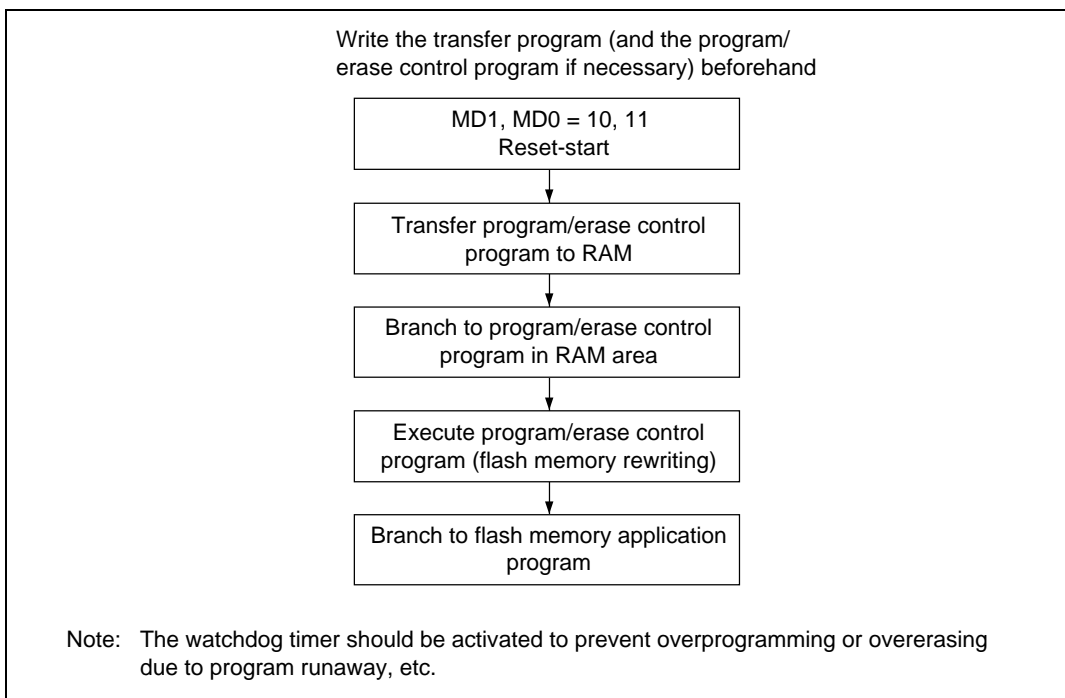 Write the transfer program (and the program/
erase control program if necessary) beforehand
MD1, MD0 = 10, 11
Reset-start
Transfer program/erase control
program to RAM
Branch to program/erase control
program in RAM area
Execute program/erase control
program (flash memory rewriting)
Branch to flash memory application
program
Note: The watchdog timer should be activated to prevent overprogramming or overerasing
due to program runaway, etc.